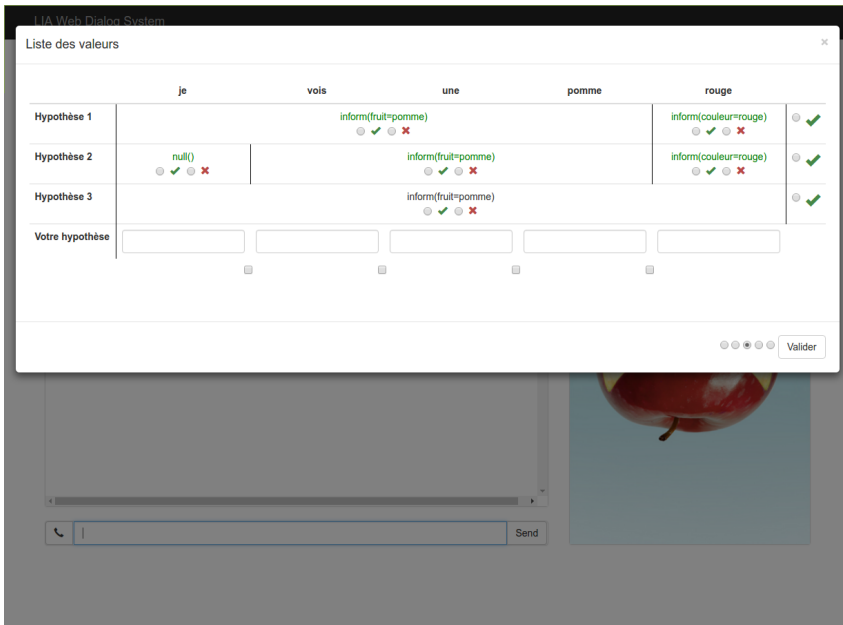 LIA Web Dialog System
Liste des valeurs ×
je vois une pomme rouge
Hypothèse 1 inform(fruit=pomme) inform(couleur=rouge)
Hypothèse 2 null() inform(fruit=pomme) inform(couleur=rouge)
Hypothèse 3 inform(fruit=pomme)
Votre hypothèse
Valider
Send